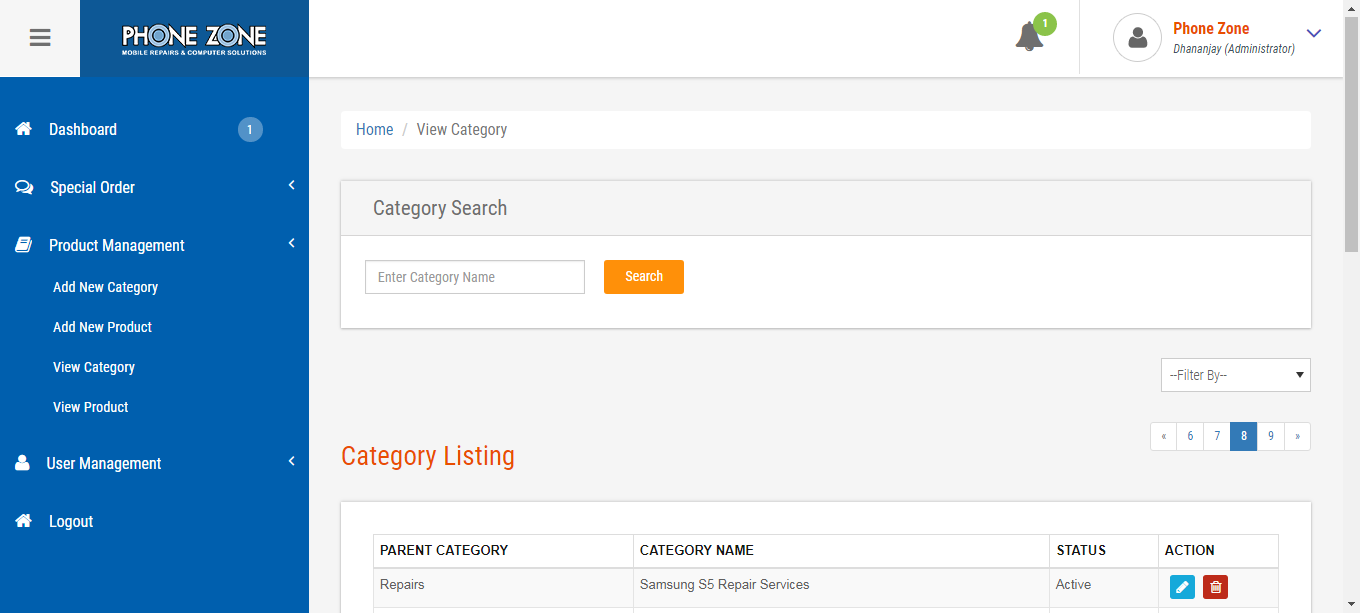 PHONE ZONE
MOBILE REPAIRS & COMPUTER SOLUTIONS
1
Phone Zone
Dhananjay (Administrator)
Dashboard 1
Special Order
Product Management
Add New Category
Add New Product
View Category
View Product
User Management
Logout
Home / View Category
Category Search
Enter Category Name Search
--Filter By--
« 6 7 8 9 »
Category Listing
PARENT CATEGORY CATEGORY NAME STATUS ACTION
Repairs Samsung S5 Repair Services Active